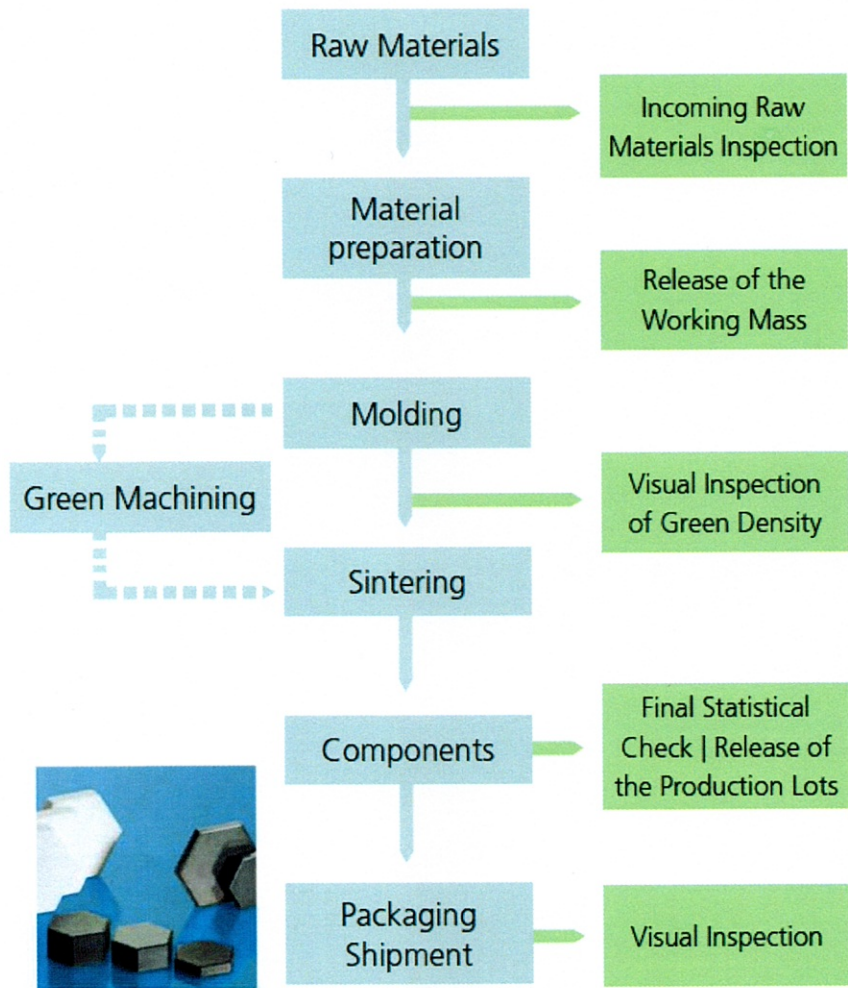 Raw Materials
Incoming Raw
Materials Inspection
Material
preparation
Release of the
Working Mass
Molding
Green Machining
Visual Inspection
of Green Density
Sintering
Components
Final Statistical
Check | Release of
the Production Lots
Packaging
Shipment
Visual Inspection